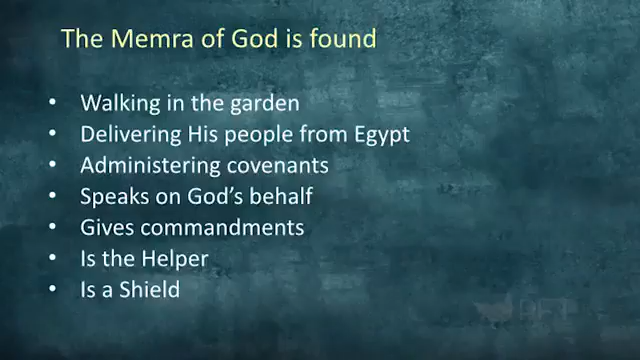 The Memra of God is found
• Walking in the garden
• Delivering His people from Egypt
• Administering covenants
• Speaks on God's behalf
• Gives commandments
• Is the Helper
• Is a Shield